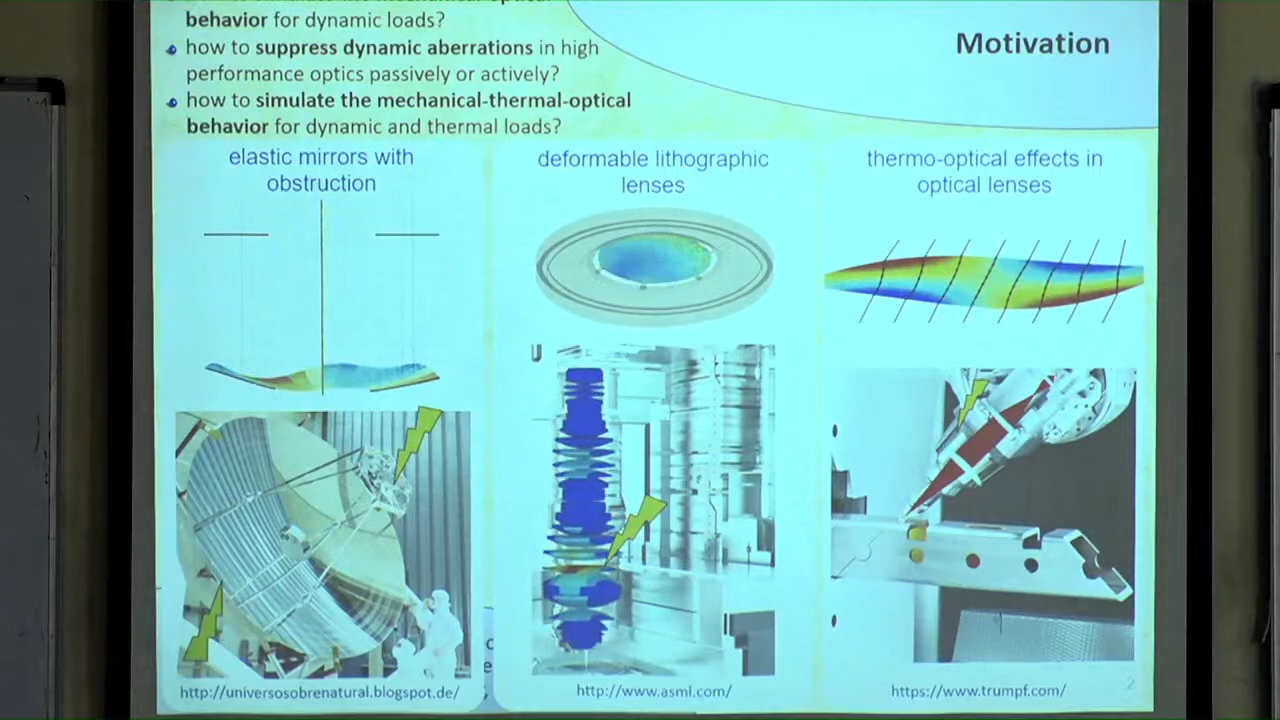 behavior for dynamic loads?
Motivation
how to suppress dynamic aberrations in high
performance optics passively or actively?
how to simulate the mechanical-thermal-optical
behavior for dynamic and thermal loads?
elastic mirrors with
obstruction
deformable lithographic
lenses
thermo-optical effects in
optical lenses
http://universosobrenatural.blogspot.de/
http://www.asml.com/
https://www.trumpf.com/
2